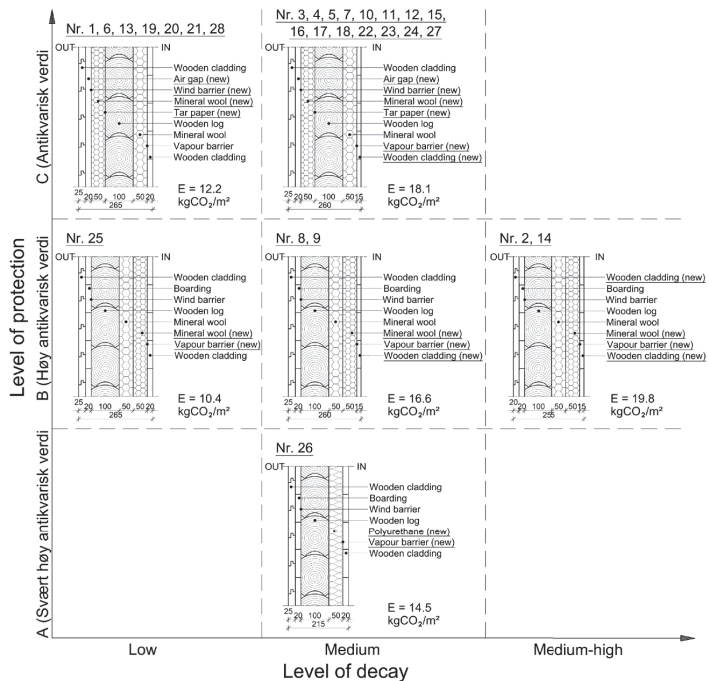 Nr. 1, 6, 13, 19, 20, 21, 28
OUT
IN
Wooden cladding
Air gap (new)
Wind barrier (new)
Mineral wool (new)
Tar paper (new)
Wooden log
Mineral wool
Vapour barrier
Wooden cladding
25 20 50 100 50 20
265
E = 12.2
kgCO₂/m²
Nr. 3, 4, 5, 7, 10, 11, 12, 15,
16, 17, 18, 22, 23, 24, 27
OUT
IN
Wooden cladding
Air gap (new)
Wind barrier (new)
Mineral wool (new)
Tar paper (new)
Wooden log
Mineral wool
Vapour barrier (new)
Wooden cladding (new)
25 20 50 100 50 15
260
E = 18.1
kgCO₂/m²
Nr. 25
OUT
IN
Wooden cladding
Boarding
Wind barrier
Wooden log
Mineral wool
Mineral wool (new)
Vapour barrier (new)
Wooden cladding
25 20 100 50 50 20
265
E = 10.4
kgCO₂/m²
Nr. 8, 9
OUT
IN
Wooden cladding
Boarding
Wind barrier
Wooden log
Mineral wool
Mineral wool (new)
Vapour barrier (new)
Wooden cladding (new)
25 20 100 50 50 15
260
E = 16.6
kgCO₂/m²
Nr. 2, 14
OUT
IN
Wooden cladding (new)
Boarding
Wind barrier
Wooden log
Mineral wool
Mineral wool (new)
Vapour barrier (new)
Wooden cladding (new)
20 20 100 50 50 15
255
E = 19.8
kgCO₂/m²
Nr. 26
OUT
IN
Wooden cladding
Boarding
Wind barrier
Wooden log
Polyurethane (new)
Vapour barrier (new)
Wooden cladding
25 20 100 50 20
215
E = 14.5
kgCO₂/m²
Level of protection
C (Antikvarisk verdi
B (Høy antikvarisk verdi
A (Svært høy antikvarisk verdi
Low
Medium
Medium-high
Level of decay